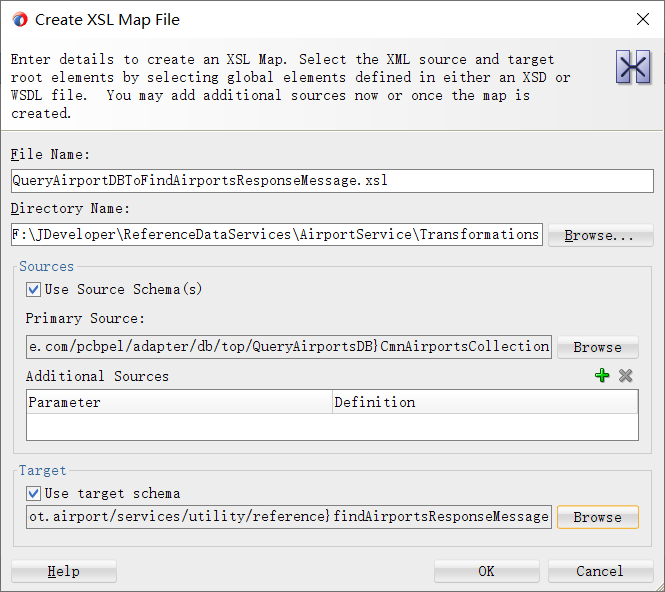 Create XSL Map File
Enter details to create an XSL Map. Select the XML source and target
root elements by selecting global elements defined in either an XSD or
WSDL file. You may add additional sources now or once the map is
created.
File Name:
QueryAirportDBToFindAirportsResponseMessage.xsl
Directory Name:
F:\JDeveloper\ReferenceDataServices\AirportService\Transformations
Browse...
Sources
Use Source Schema(s)
Primary Source:
e.com/pcbpel/adapter/db/top/QueryAirportsDB}CmnAirportsCollection
Browse
Additional Sources
Parameter Definition
Target
Use target schema
ot.airport/services/utility/reference}findAirportsResponseMessage
Browse
Help OK Cancel